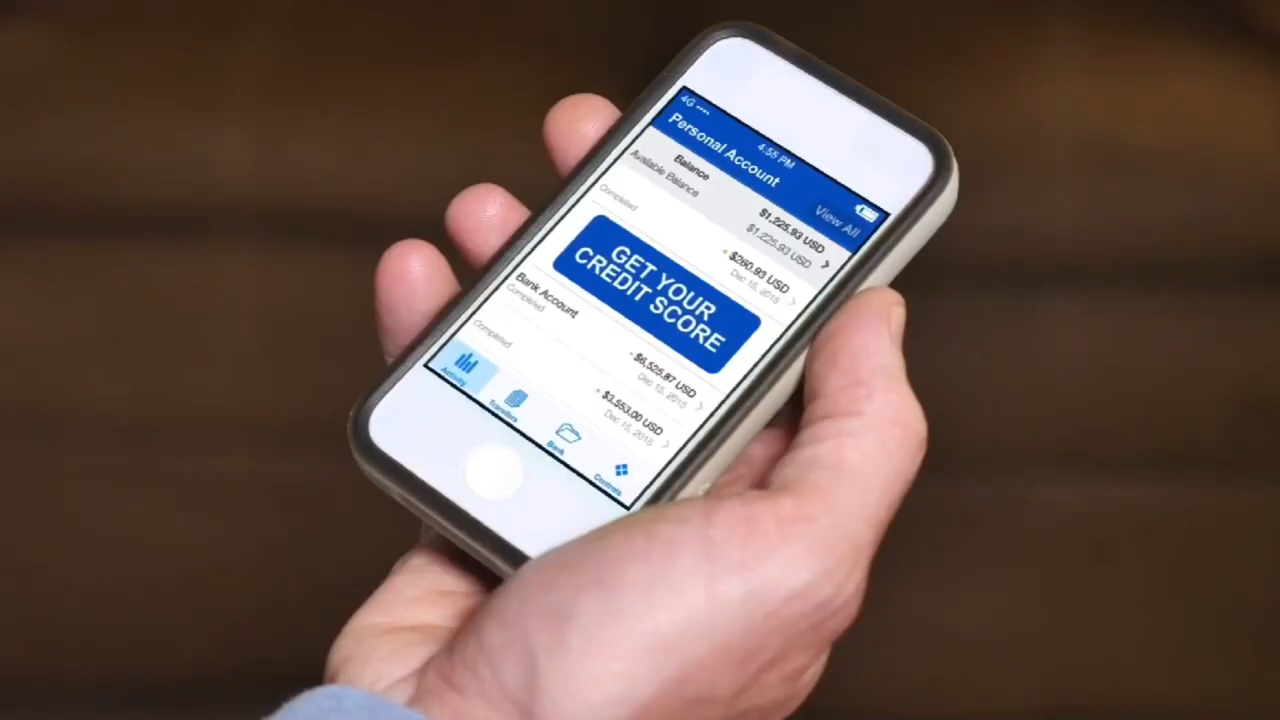 4G ••••
4:55 PM
Personal Account
View All
Balance
$1,225.93 USD
Available Balance
$1,225.93 USD
Completed
+ $260.93 USD
Dec 15, 2015
GET YOUR
CREDIT SCORE
Bank Account
Completed
- $6,525.87 USD
Dec 15, 2015
Completed
+ $3,553.00 USD
Dec 15, 2015
Activity
Transfers
Bank
Controls